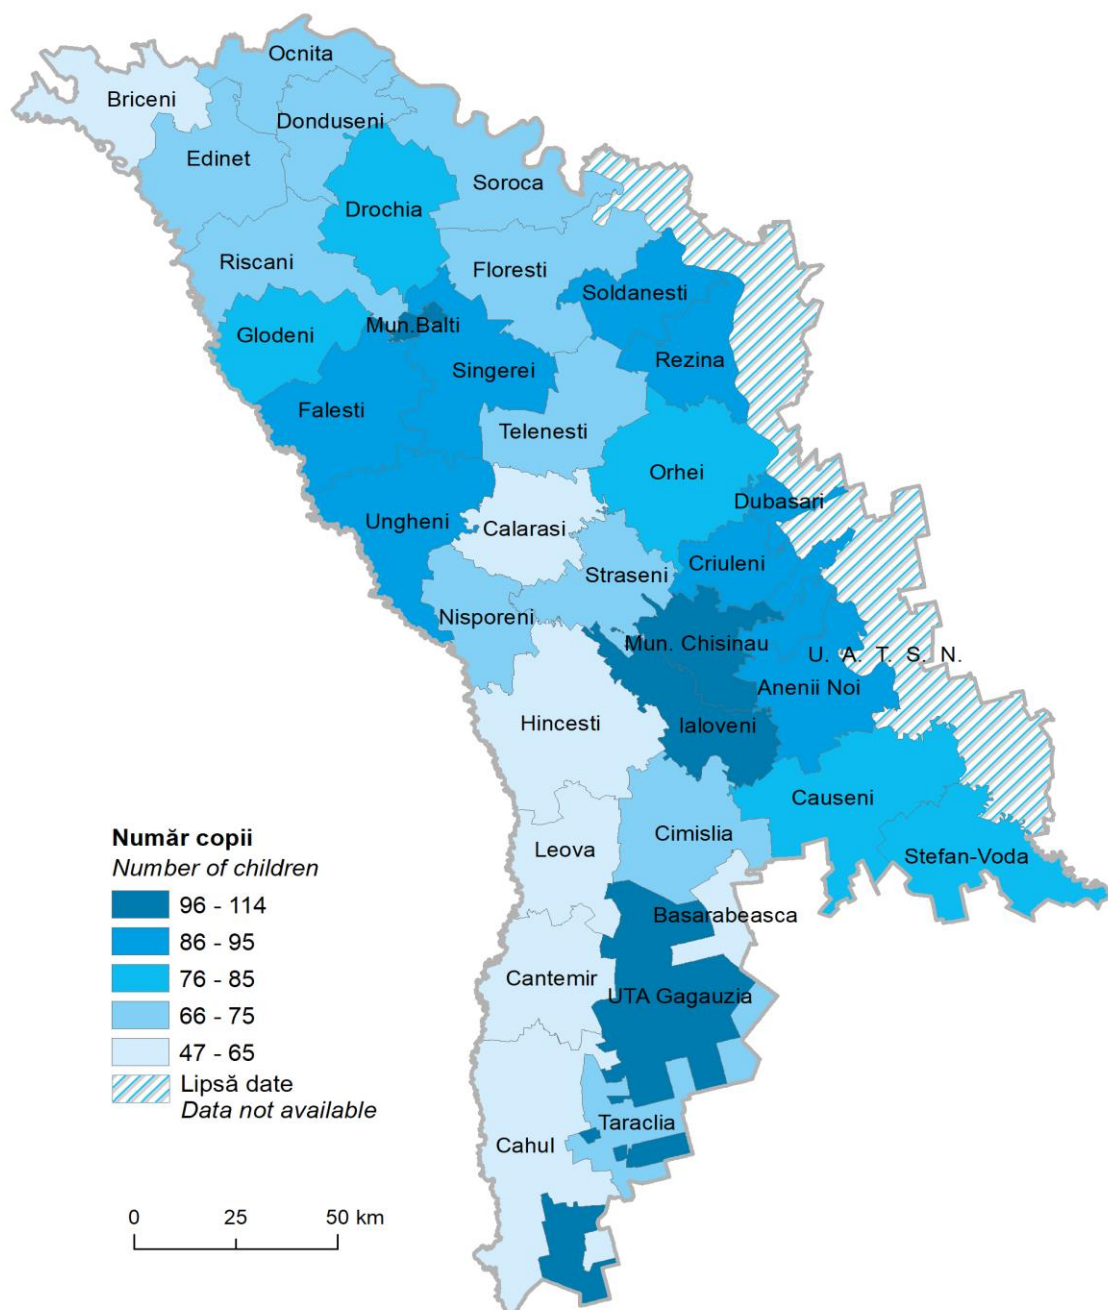 Ocnita
Briceni
Donduseni
Edinet
Soroca
Drochia
Riscani
Floresti
Soldanesti
Mun.Balti
Glodeni
Rezina
Singerei
Falesti
Telenesti
Orhei
Dubasari
Ungheni
Calarasi
Criuleni
Straseni
Nisporeni
Mun. Chisinau
U. A. T. S. N.
Anenii Noi
Hincesti
Ialoveni
Causeni
Cimislia
Leova
Stefan-Voda
Basarabeasca
Cantemir
UTA Gagauzia
Taraclia
Cahul
Număr copii
Number of children
96 - 114
86 - 95
76 - 85
66 - 75
47 - 65
Lipsă date
Data not available
0 25 50 km